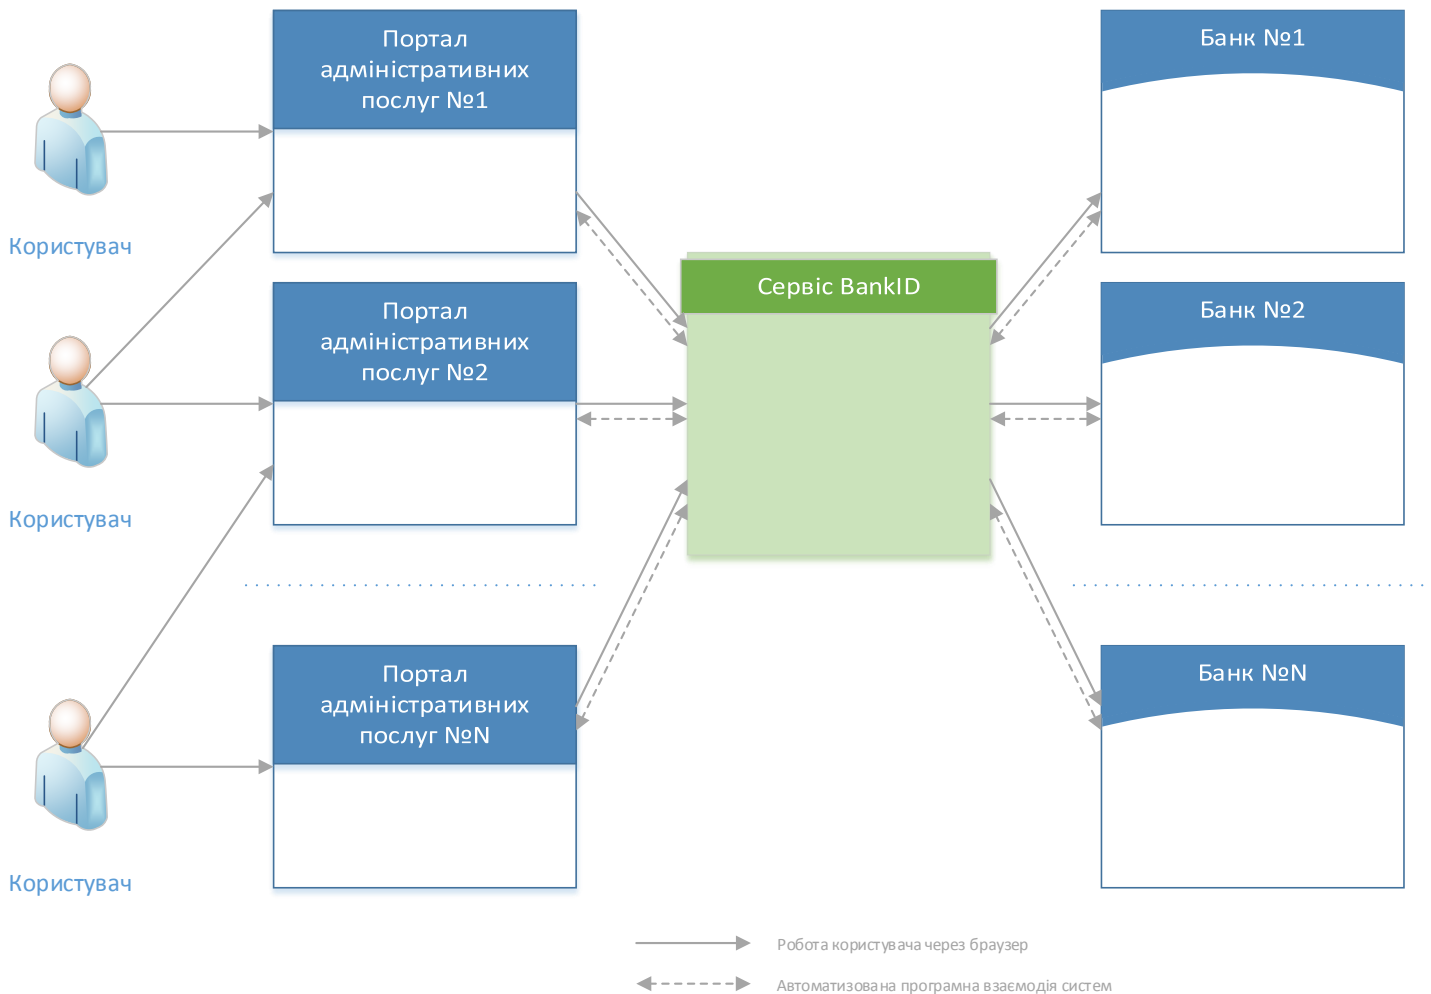 Портал
адміністративних
послуг №1
Банк №1
Користувач
Сервіс BankID
Портал
адміністративних
послуг №2
Банк №2
Користувач
Портал
адміністративних
послуг №N
Банк №N
Користувач
Робота користувача через браузер
Автоматизована програмна взаємодія систем